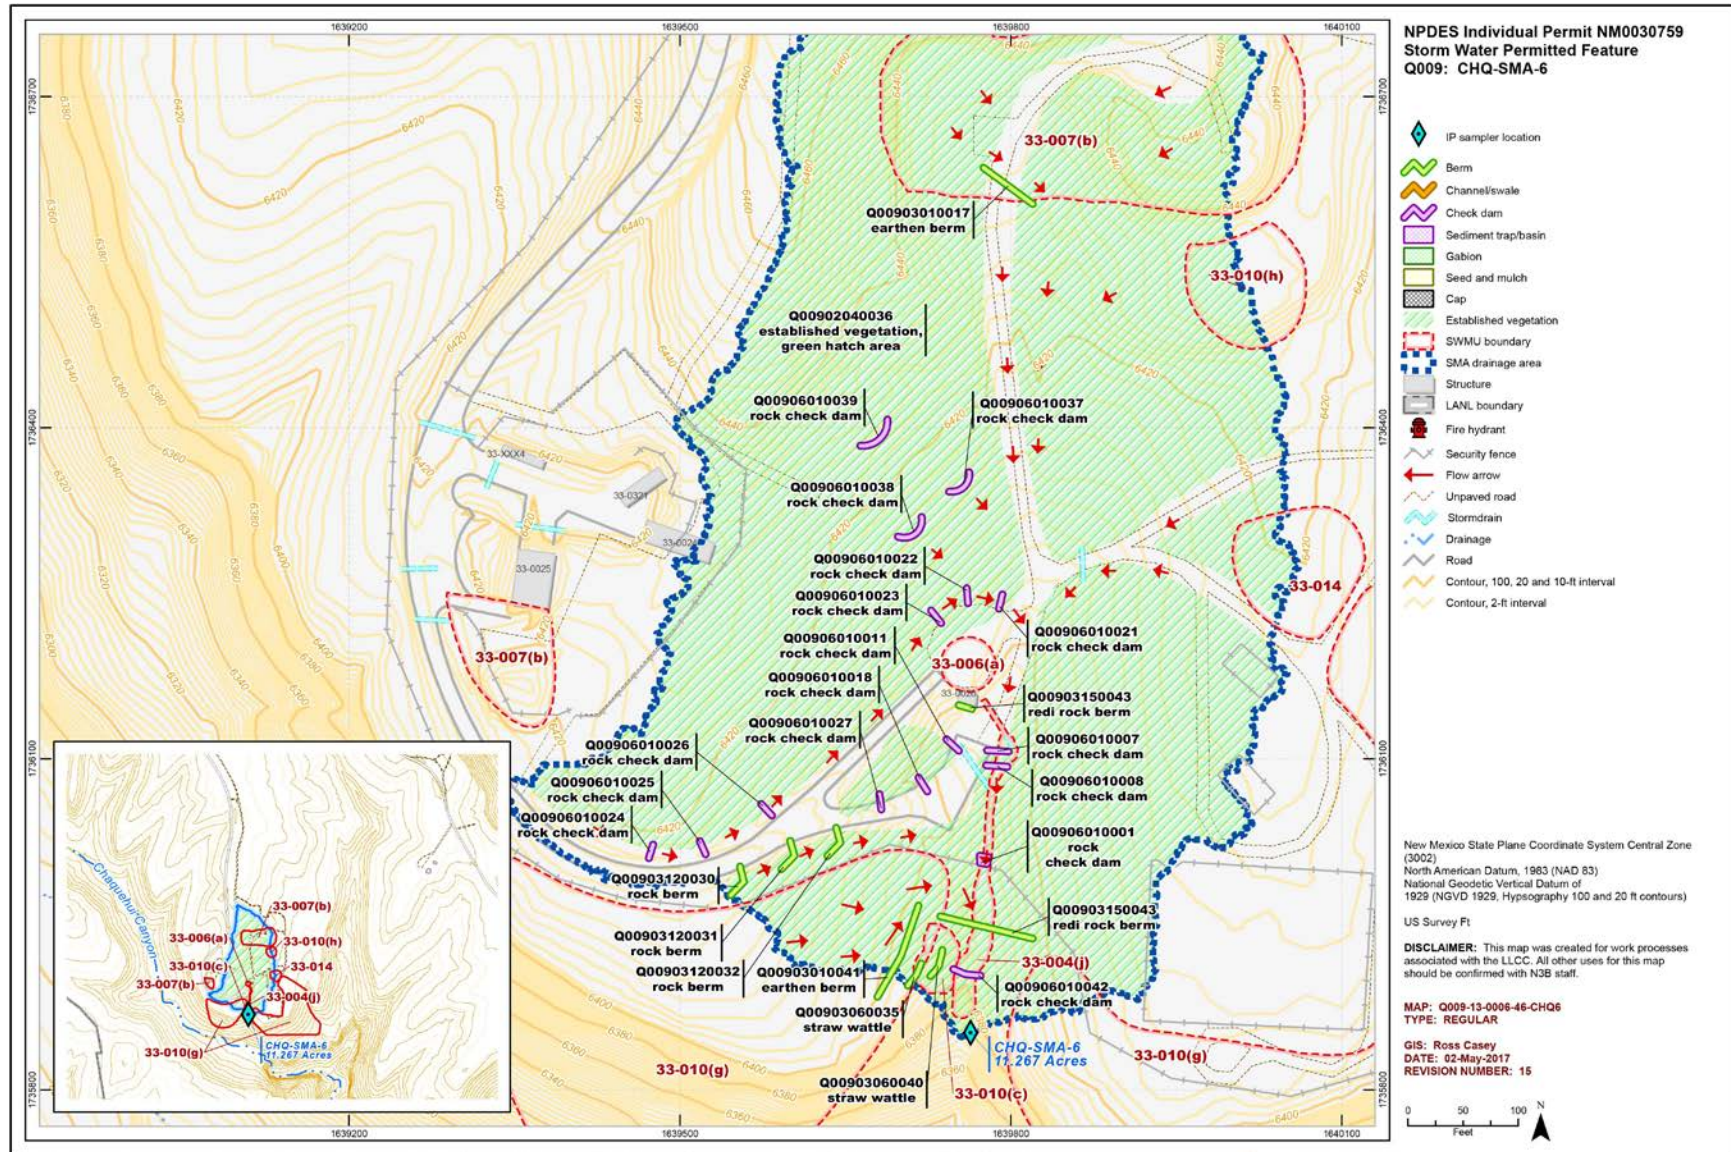 NPDES Individual Permit NM0030759
Storm Water Permitted Feature
Q009: CHQ-SMA-6
IP sampler location
Berm
Channel/swale
Check dam
Sediment trap/basin
Gabion
Seed and mulch
Cap
Established vegetation
SWMU boundary
SMA drainage area
Structure
LANL boundary
Fire hydrant
Security fence
Flow arrow
Unpaved road
Stormdrain
Drainage
Road
Contour, 100, 20 and 10-ft interval
Contour, 2-ft interval
New Mexico State Plane Coordinate System Central Zone
(3002)
North American Datum, 1983 (NAD 83)
National Geodetic Vertical Datum of
1929 (NGVD 1929, Hypsography 100 and 20 ft contours)
US Survey Ft
DISCLAIMER: This map was created for work processes
associated with the LLCC. All other uses for this map
should be confirmed with N3B staff.
MAP: Q009-13-0006-46-CHQ6
TYPE: REGULAR
GIS: Ross Casey
DATE: 02-May-2017
REVISION NUMBER: 15
0 50 100
Feet
N
1639200 1639500 1639800 1640100
1736700
1736400
1736100
1735800
33-007(b)
Q00903010017
earthen berm
33-010(h)
Q00902040036
established vegetation,
green hatch area
Q00906010039
rock check dam
Q00906010037
rock check dam
33-XXX4
33-0321
33-0024
33-0025
Q00906010038
rock check dam
Q00906010022
rock check dam
Q00906010023
rock check dam
33-014
Q00906010021
rock check dam
Q00906010011
rock check dam
33-007(b)
33-006(a)
Q00906010018
rock check dam
33-0026
Q00903150043
redi rock berm
Q00906010027
rock check dam
Q00906010007
rock check dam
Q00906010026
rock check dam
Q00906010008
rock check dam
Q00906010025
rock check dam
Q00906010024
rock check dam
Q00906010001
rock
check dam
Q00903120030
rock berm
Q00903150043
redi rock berm
Q00903120031
rock berm
33-004(j)
Q00903120032
rock berm
Q00903010041
earthen berm
Q00906010042
rock check dam
Q00903060035
straw wattle
CHQ-SMA-6
11.267 Acres
33-010(g)
33-010(g)
Q00903060040
straw wattle
33-010(c)
1639200 1639500 1639800 1640100
Chaquehui Canyon
33-007(b)
33-006(a)
33-010(h)
33-010(c)
33-014
33-007(b)
33-004(j)
33-010(g)
CHQ-SMA-6
11.267 Acres